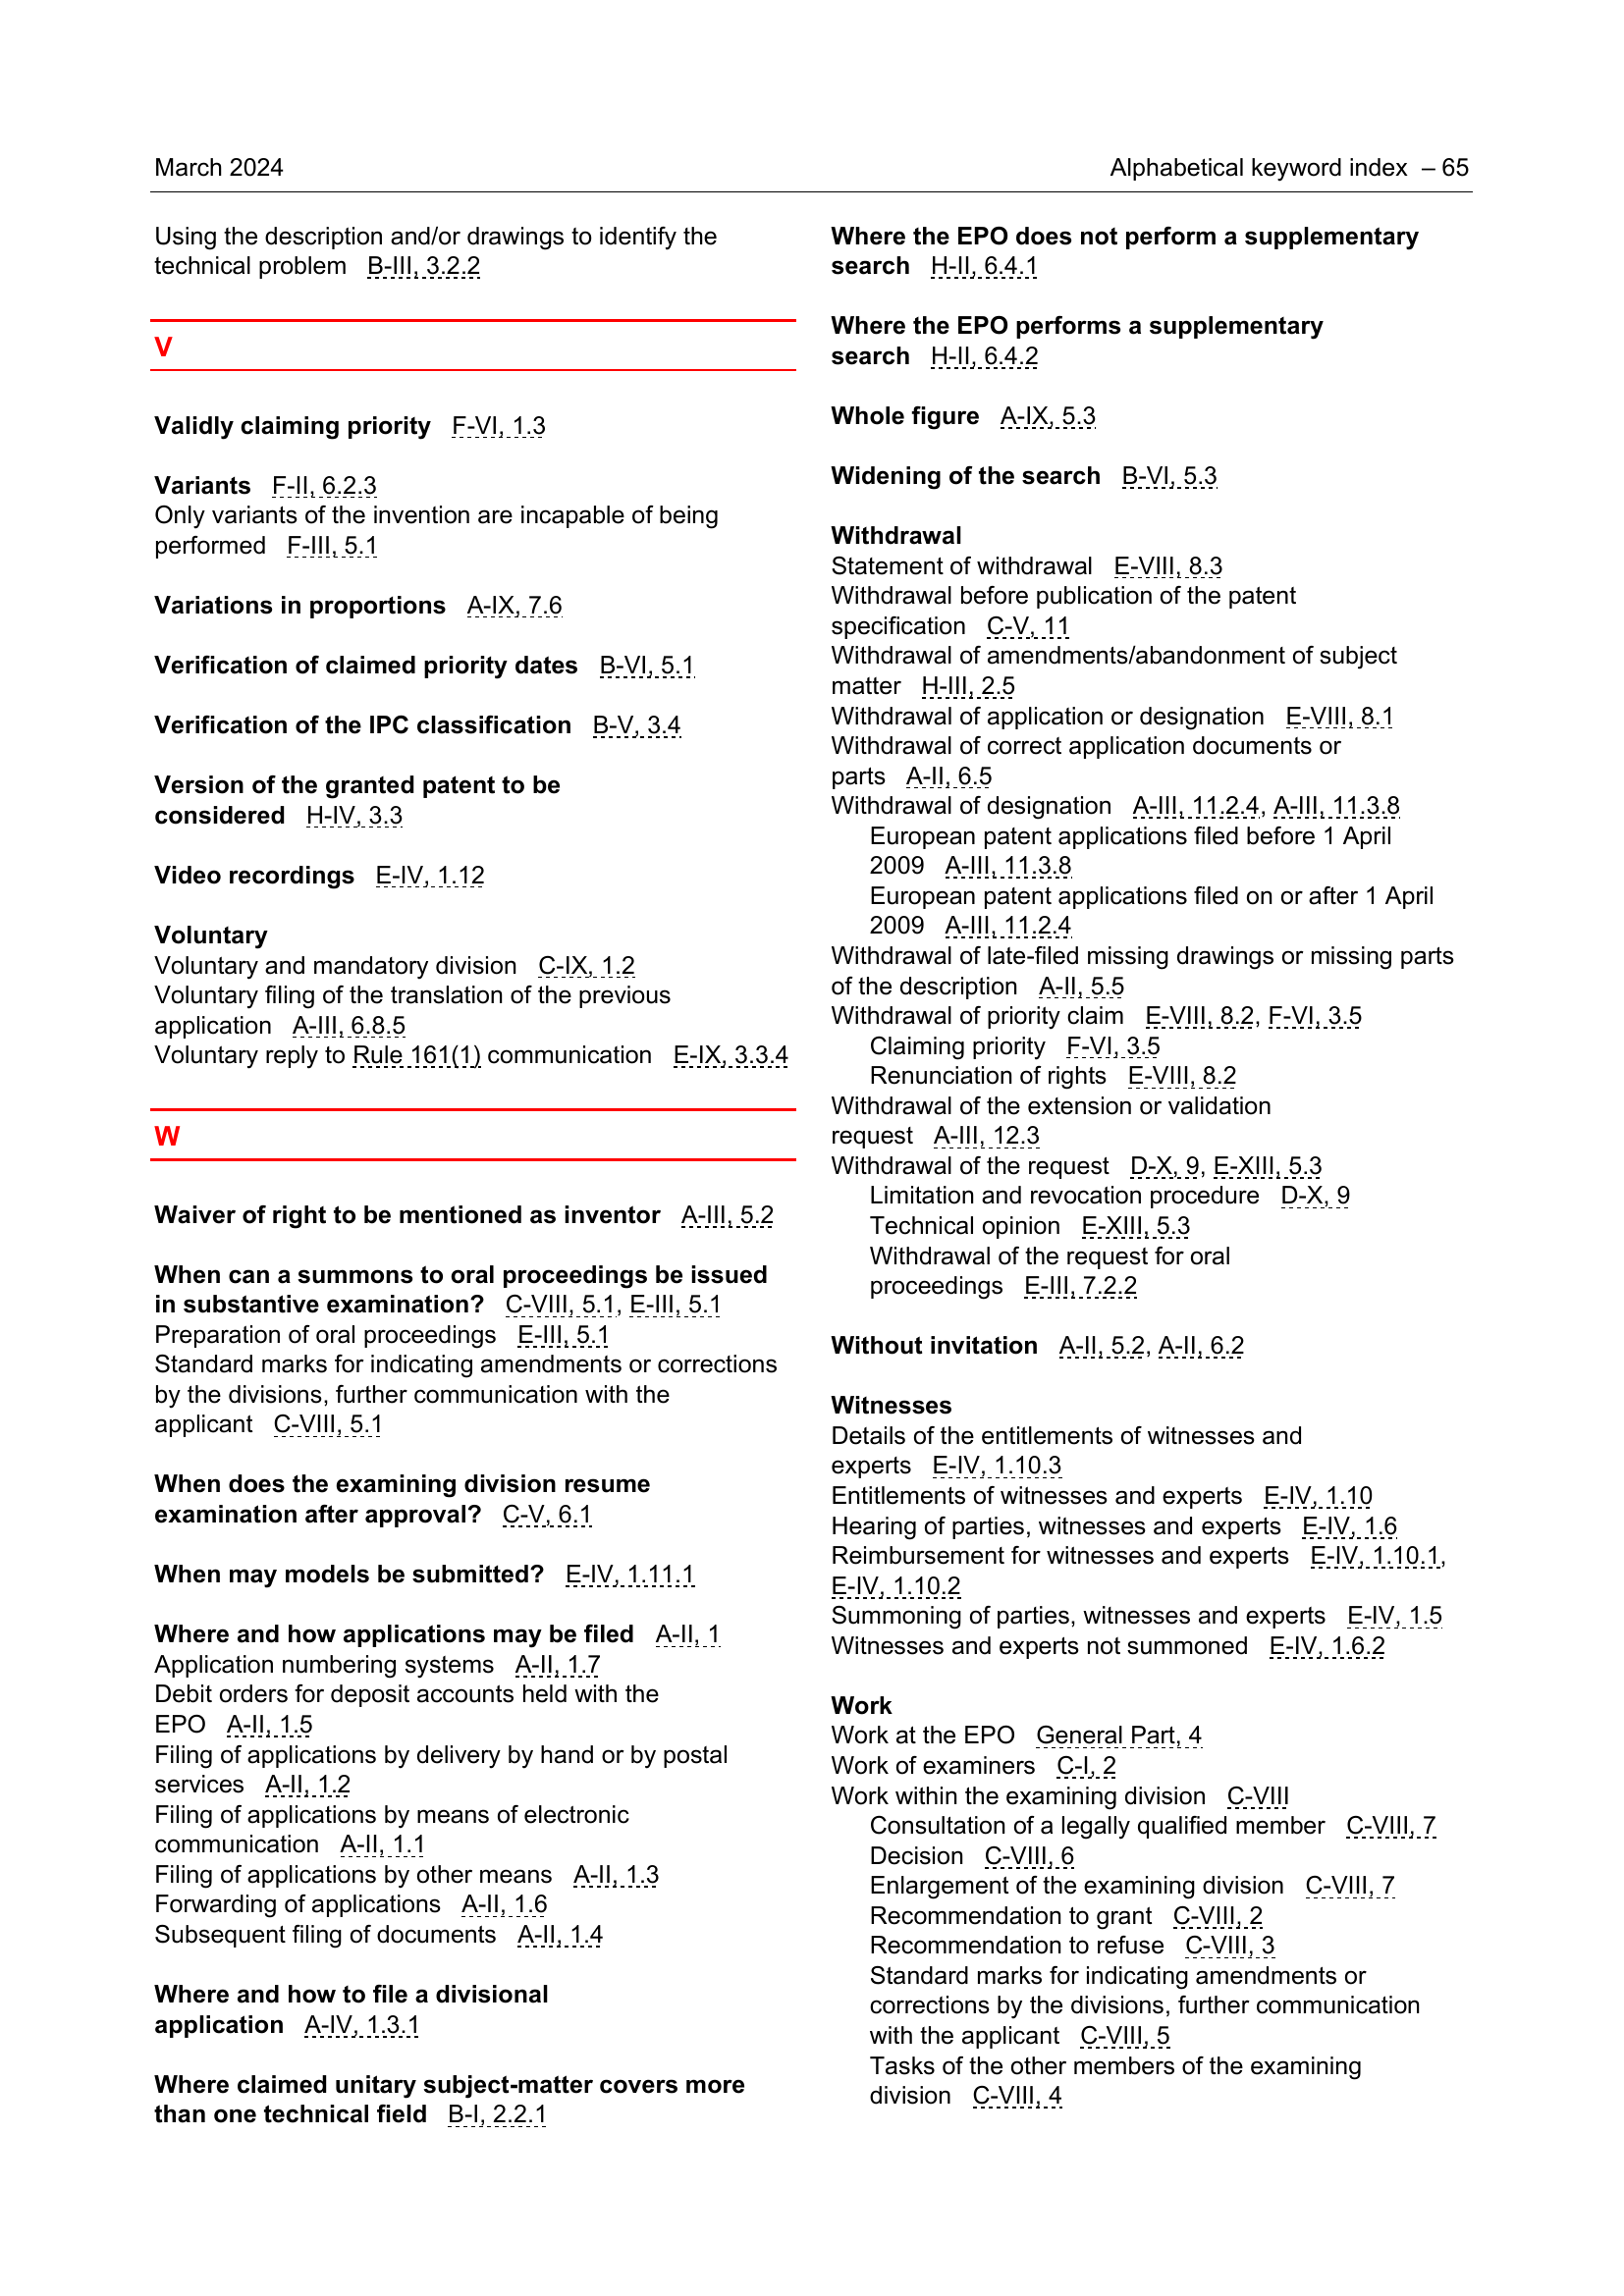 March 2024
Alphabetical keyword index – 65
Using the description and/or drawings to identify the
technical problem B-III, 3.2.2
V
Validly claiming priority F-VI, 1.3
Variants F-II, 6.2.3
Only variants of the invention are incapable of being
performed F-III, 5.1
Variations in proportions A-IX, 7.6
Verification of claimed priority dates B-VI, 5.1
Verification of the IPC classification B-V, 3.4
Version of the granted patent to be
considered H-IV, 3.3
Video recordings E-IV, 1.12
Voluntary
Voluntary and mandatory division C-IX, 1.2
Voluntary filing of the translation of the previous
application A-III, 6.8.5
Voluntary reply to Rule 161(1) communication E-IX, 3.3.4
W
Waiver of right to be mentioned as inventor A-III, 5.2
When can a summons to oral proceedings be issued
in substantive examination? C-VIII, 5.1, E-III, 5.1
Preparation of oral proceedings E-III, 5.1
Standard marks for indicating amendments or corrections
by the divisions, further communication with the
applicant C-VIII, 5.1
When does the examining division resume
examination after approval? C-V, 6.1
When may models be submitted? E-IV, 1.11.1
Where and how applications may be filed A-II, 1
Application numbering systems A-II, 1.7
Debit orders for deposit accounts held with the
EPO A-II, 1.5
Filing of applications by delivery by hand or by postal
services A-II, 1.2
Filing of applications by means of electronic
communication A-II, 1.1
Filing of applications by other means A-II, 1.3
Forwarding of applications A-II, 1.6
Subsequent filing of documents A-II, 1.4
Where and how to file a divisional
application A-IV, 1.3.1
Where claimed unitary subject-matter covers more
than one technical field B-I, 2.2.1
Where the EPO does not perform a supplementary
search H-II, 6.4.1
Where the EPO performs a supplementary
search H-II, 6.4.2
Whole figure A-IX, 5.3
Widening of the search B-VI, 5.3
Withdrawal
Statement of withdrawal E-VIII, 8.3
Withdrawal before publication of the patent
specification C-V, 11
Withdrawal of amendments/abandonment of subject
matter H-III, 2.5
Withdrawal of application or designation E-VIII, 8.1
Withdrawal of correct application documents or
parts A-II, 6.5
Withdrawal of designation A-III, 11.2.4, A-III, 11.3.8
European patent applications filed before 1 April
2009 A-III, 11.3.8
European patent applications filed on or after 1 April
2009 A-III, 11.2.4
Withdrawal of late-filed missing drawings or missing parts
of the description A-II, 5.5
Withdrawal of priority claim E-VIII, 8.2, F-VI, 3.5
Claiming priority F-VI, 3.5
Renunciation of rights E-VIII, 8.2
Withdrawal of the extension or validation
request A-III, 12.3
Withdrawal of the request D-X, 9, E-XIII, 5.3
Limitation and revocation procedure D-X, 9
Technical opinion E-XIII, 5.3
Withdrawal of the request for oral
proceedings E-III, 7.2.2
Without invitation A-II, 5.2, A-II, 6.2
Witnesses
Details of the entitlements of witnesses and
experts E-IV, 1.10.3
Entitlements of witnesses and experts E-IV, 1.10
Hearing of parties, witnesses and experts E-IV, 1.6
Reimbursement for witnesses and experts E-IV, 1.10.1,
E-IV, 1.10.2
Summoning of parties, witnesses and experts E-IV, 1.5
Witnesses and experts not summoned E-IV, 1.6.2
Work
Work at the EPO General Part, 4
Work of examiners C-I, 2
Work within the examining division C-VIII
Consultation of a legally qualified member C-VIII, 7
Decision C-VIII, 6
Enlargement of the examining division C-VIII, 7
Recommendation to grant C-VIII, 2
Recommendation to refuse C-VIII, 3
Standard marks for indicating amendments or
corrections by the divisions, further communication
with the applicant C-VIII, 5
Tasks of the other members of the examining
division C-VIII, 4